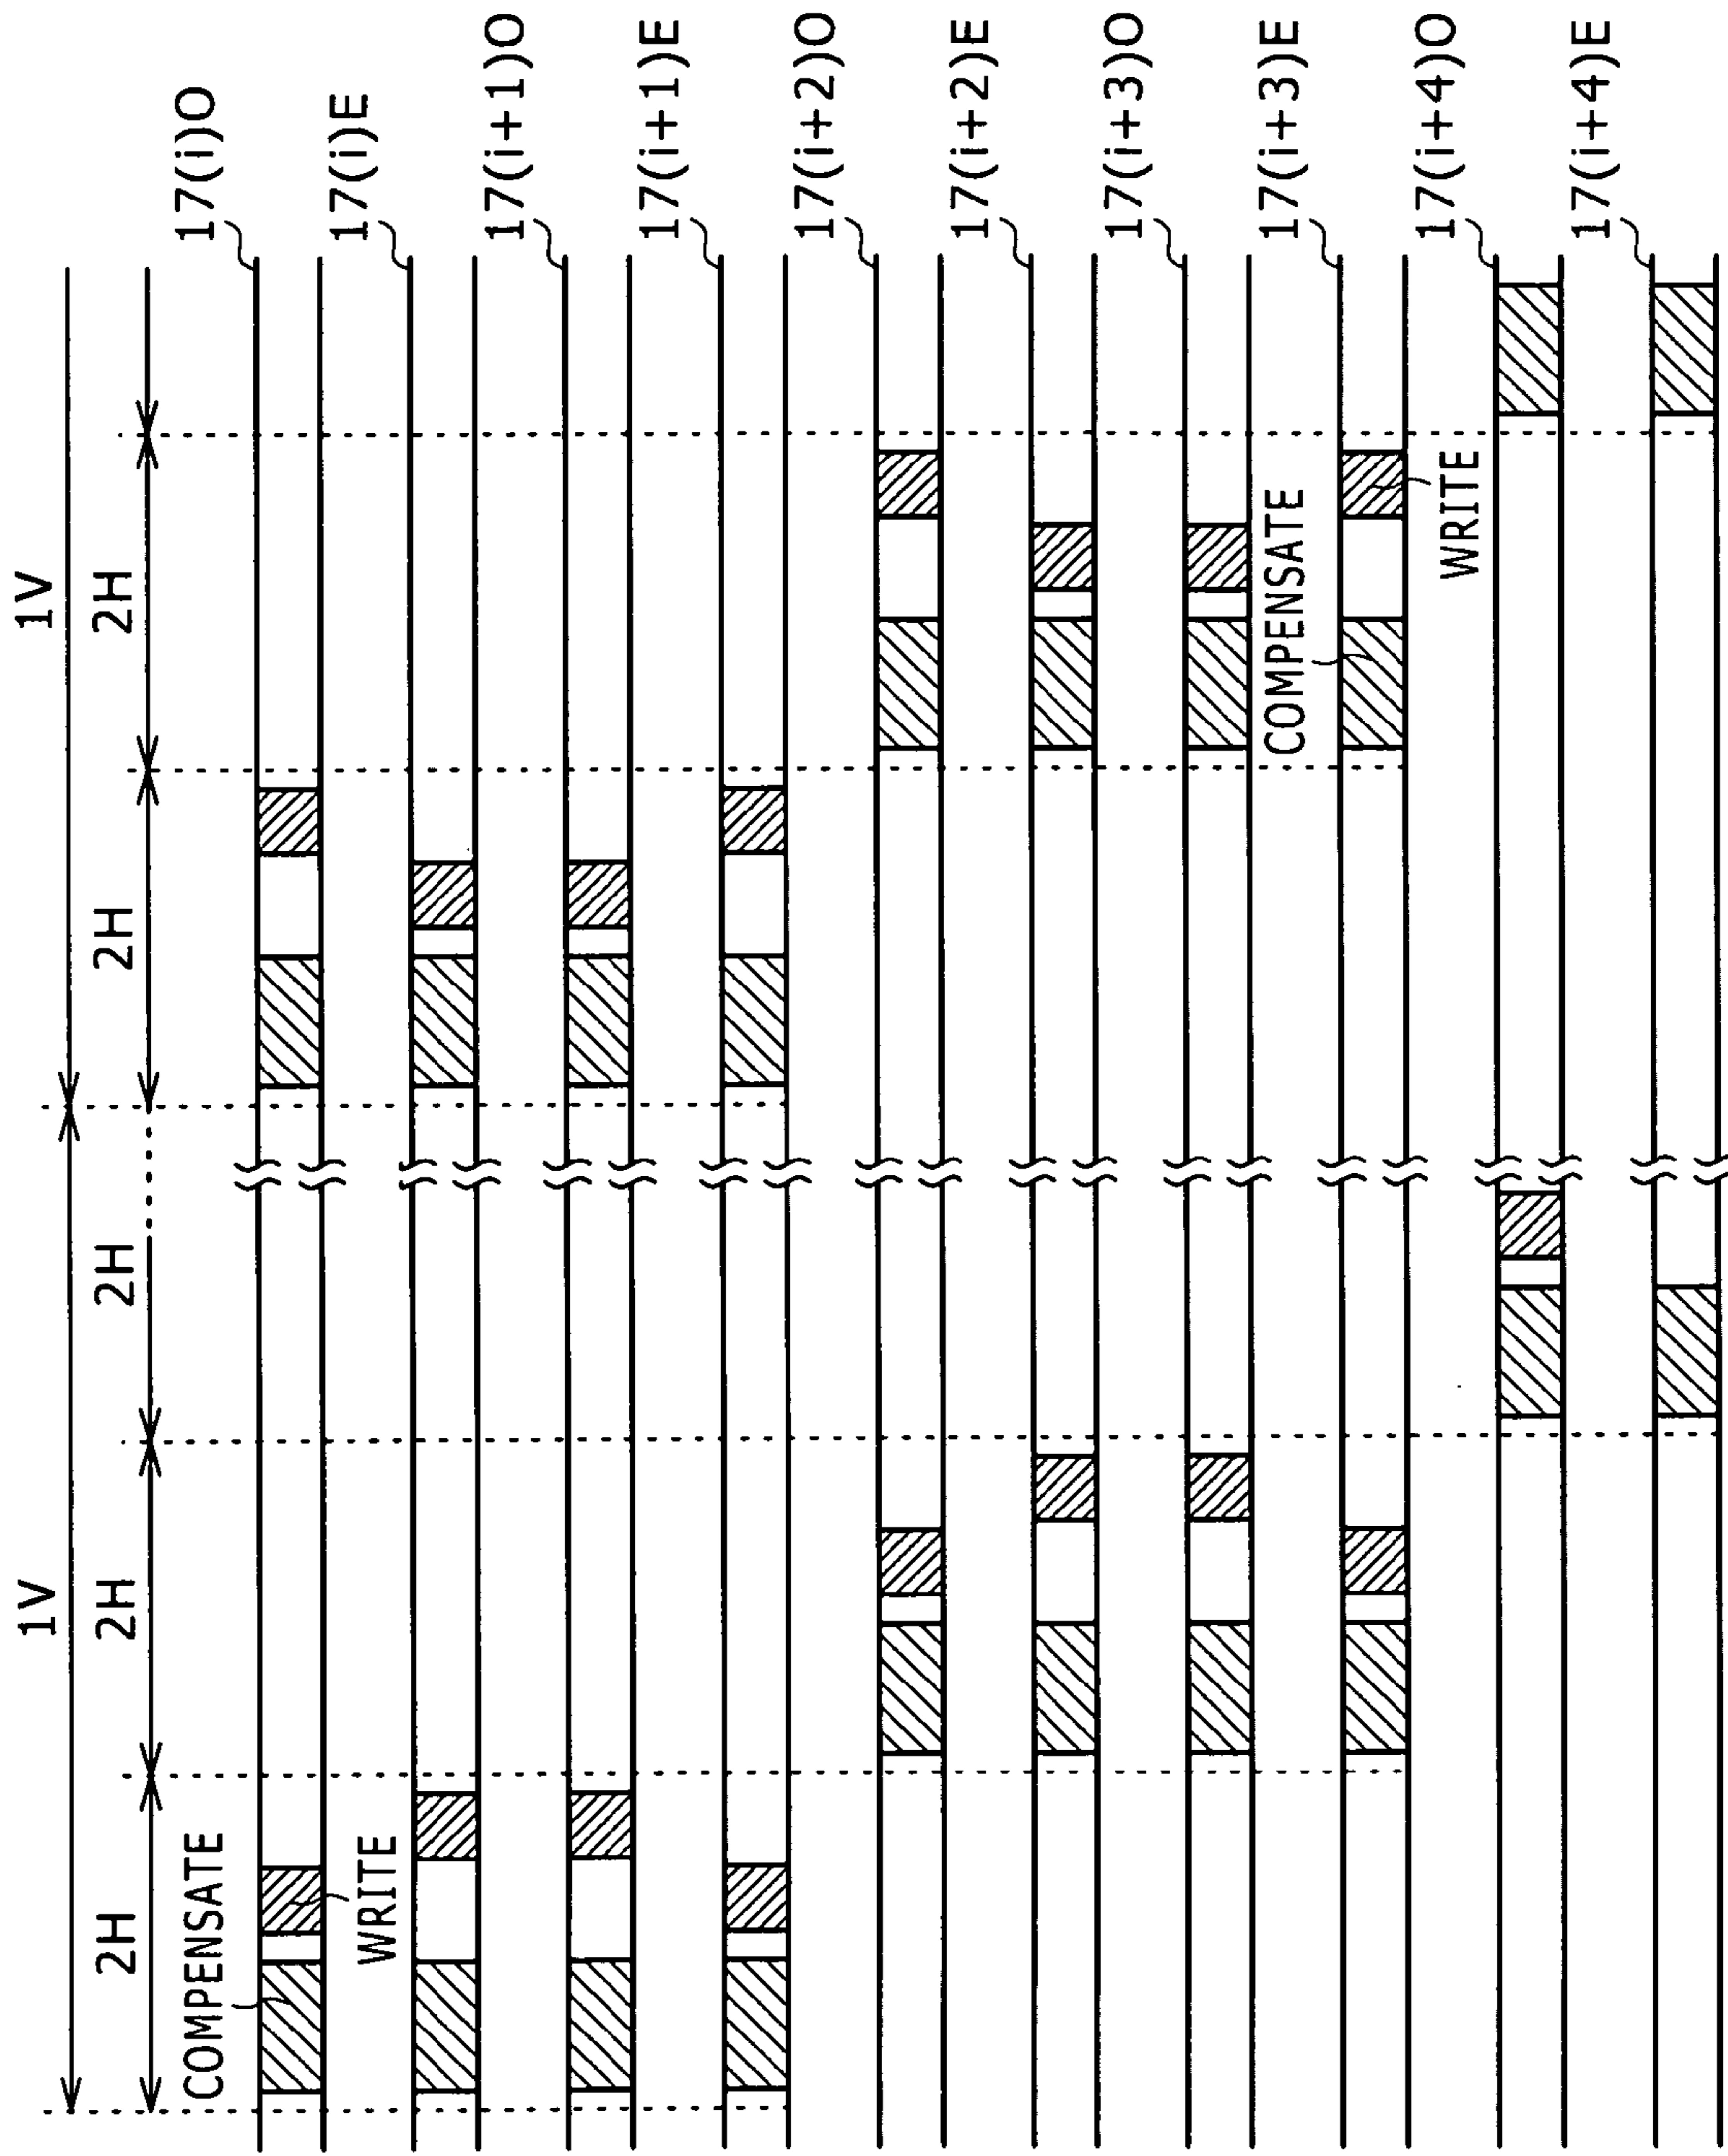 1V
1V
2H
2H
2H
2H
2H
COMPENSATE
WRITE
COMPENSATE
WRITE
17(i)O
17(i)E
17(i+1)O
17(i+1)E
17(i+2)O
17(i+2)E
17(i+3)O
17(i+3)E
17(i+4)O
17(i+4)E